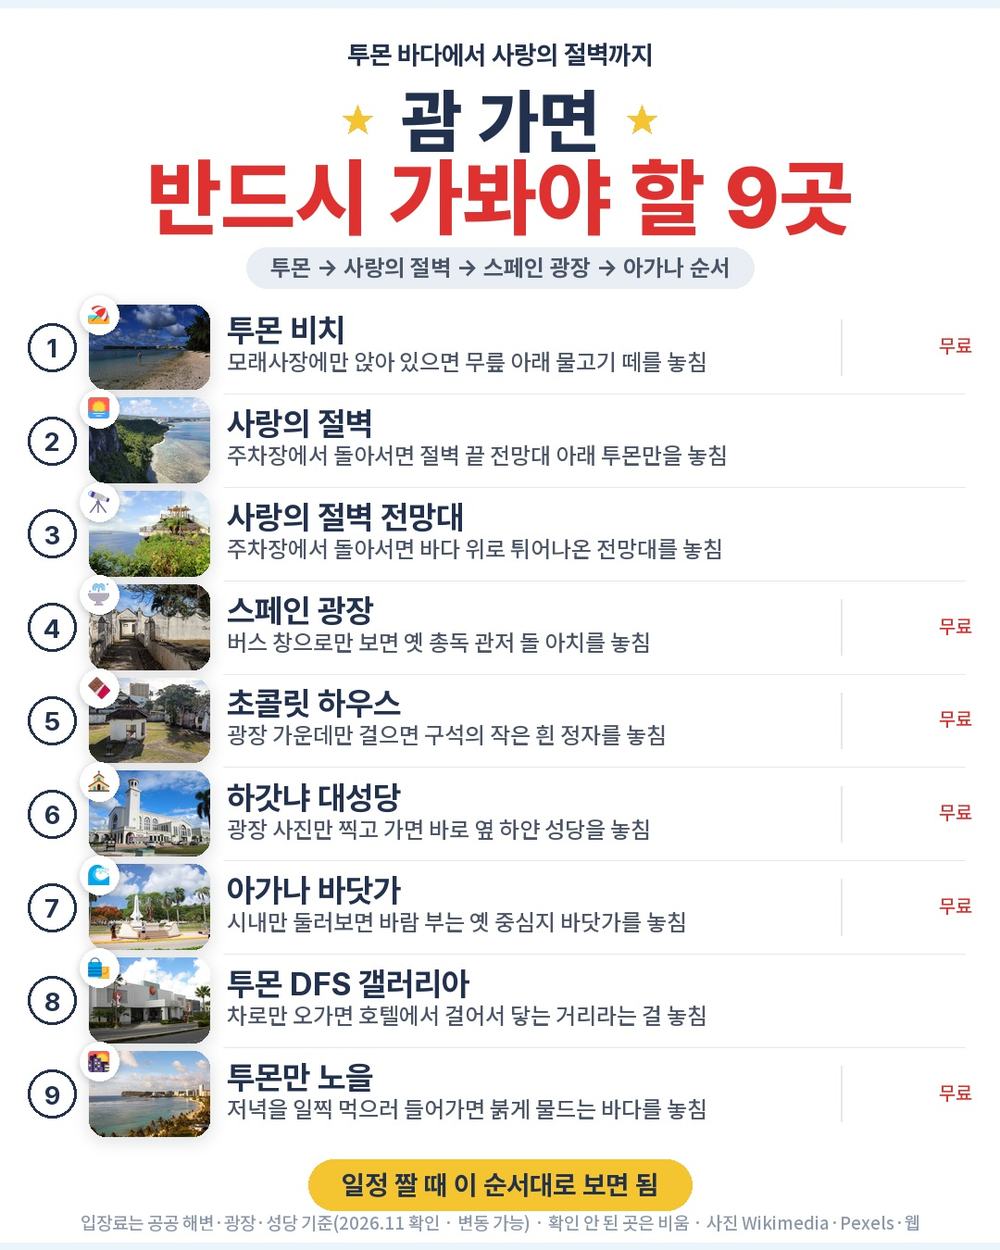 투몬 바다에서 사랑의 절벽까지
괌 가면
반드시 가봐야 할 9곳
투몬 → 사랑의 절벽 → 스페인 광장 → 아가나 순서
1
투몬 비치
모래사장에만 앉아 있으면 무릎 아래 물고기 떼를 놓침
무료
2
사랑의 절벽
주차장에서 돌아서면 절벽 끝 전망대 아래 투몬만을 놓침
3
사랑의 절벽 전망대
주차장에서 돌아서면 바다 위로 튀어나온 전망대를 놓침
4
스페인 광장
버스 창으로만 보면 옛 총독 관저 돌 아치를 놓침
무료
5
초콜릿 하우스
광장 가운데만 걸으면 구석의 작은 흰 정자를 놓침
무료
6
하갓냐 대성당
광장 사진만 찍고 가면 바로 옆 하얀 성당을 놓침
무료
7
아가나 바닷가
시내만 둘러보면 바람 부는 옛 중심지 바닷가를 놓침
무료
8
투몬 DFS 갤러리아
차로만 오가면 호텔에서 걸어서 닿는 거리라는 걸 놓침
9
투몬만 노을
저녁을 일찍 먹으러 들어가면 붉게 물드는 바다를 놓침
무료
일정 짤 때 이 순서대로 보면 됨
입장료는 공공 해변·광장·성당 기준(2026.11 확인 · 변동 가능) · 확인 안 된 곳은 비움 · 사진 Wikimedia·Pexels·웹